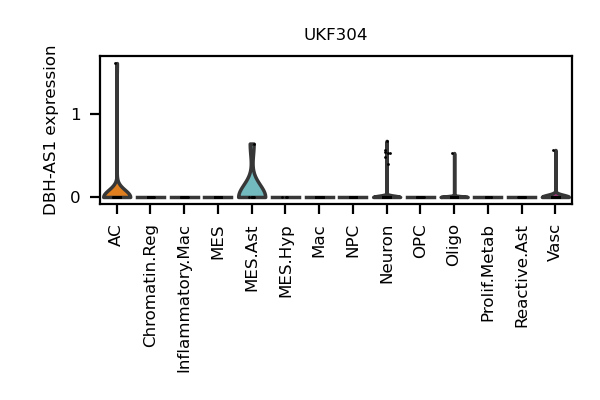 UKF304
DBH-AS1 expression
1
0
AC
Chromatin.Reg
Inflammatory.Mac
MES
MES.Ast
MES.Hyp
Mac
NPC
Neuron
OPC
Oligo
Prolif.Metab
Reactive.Ast
Vasc